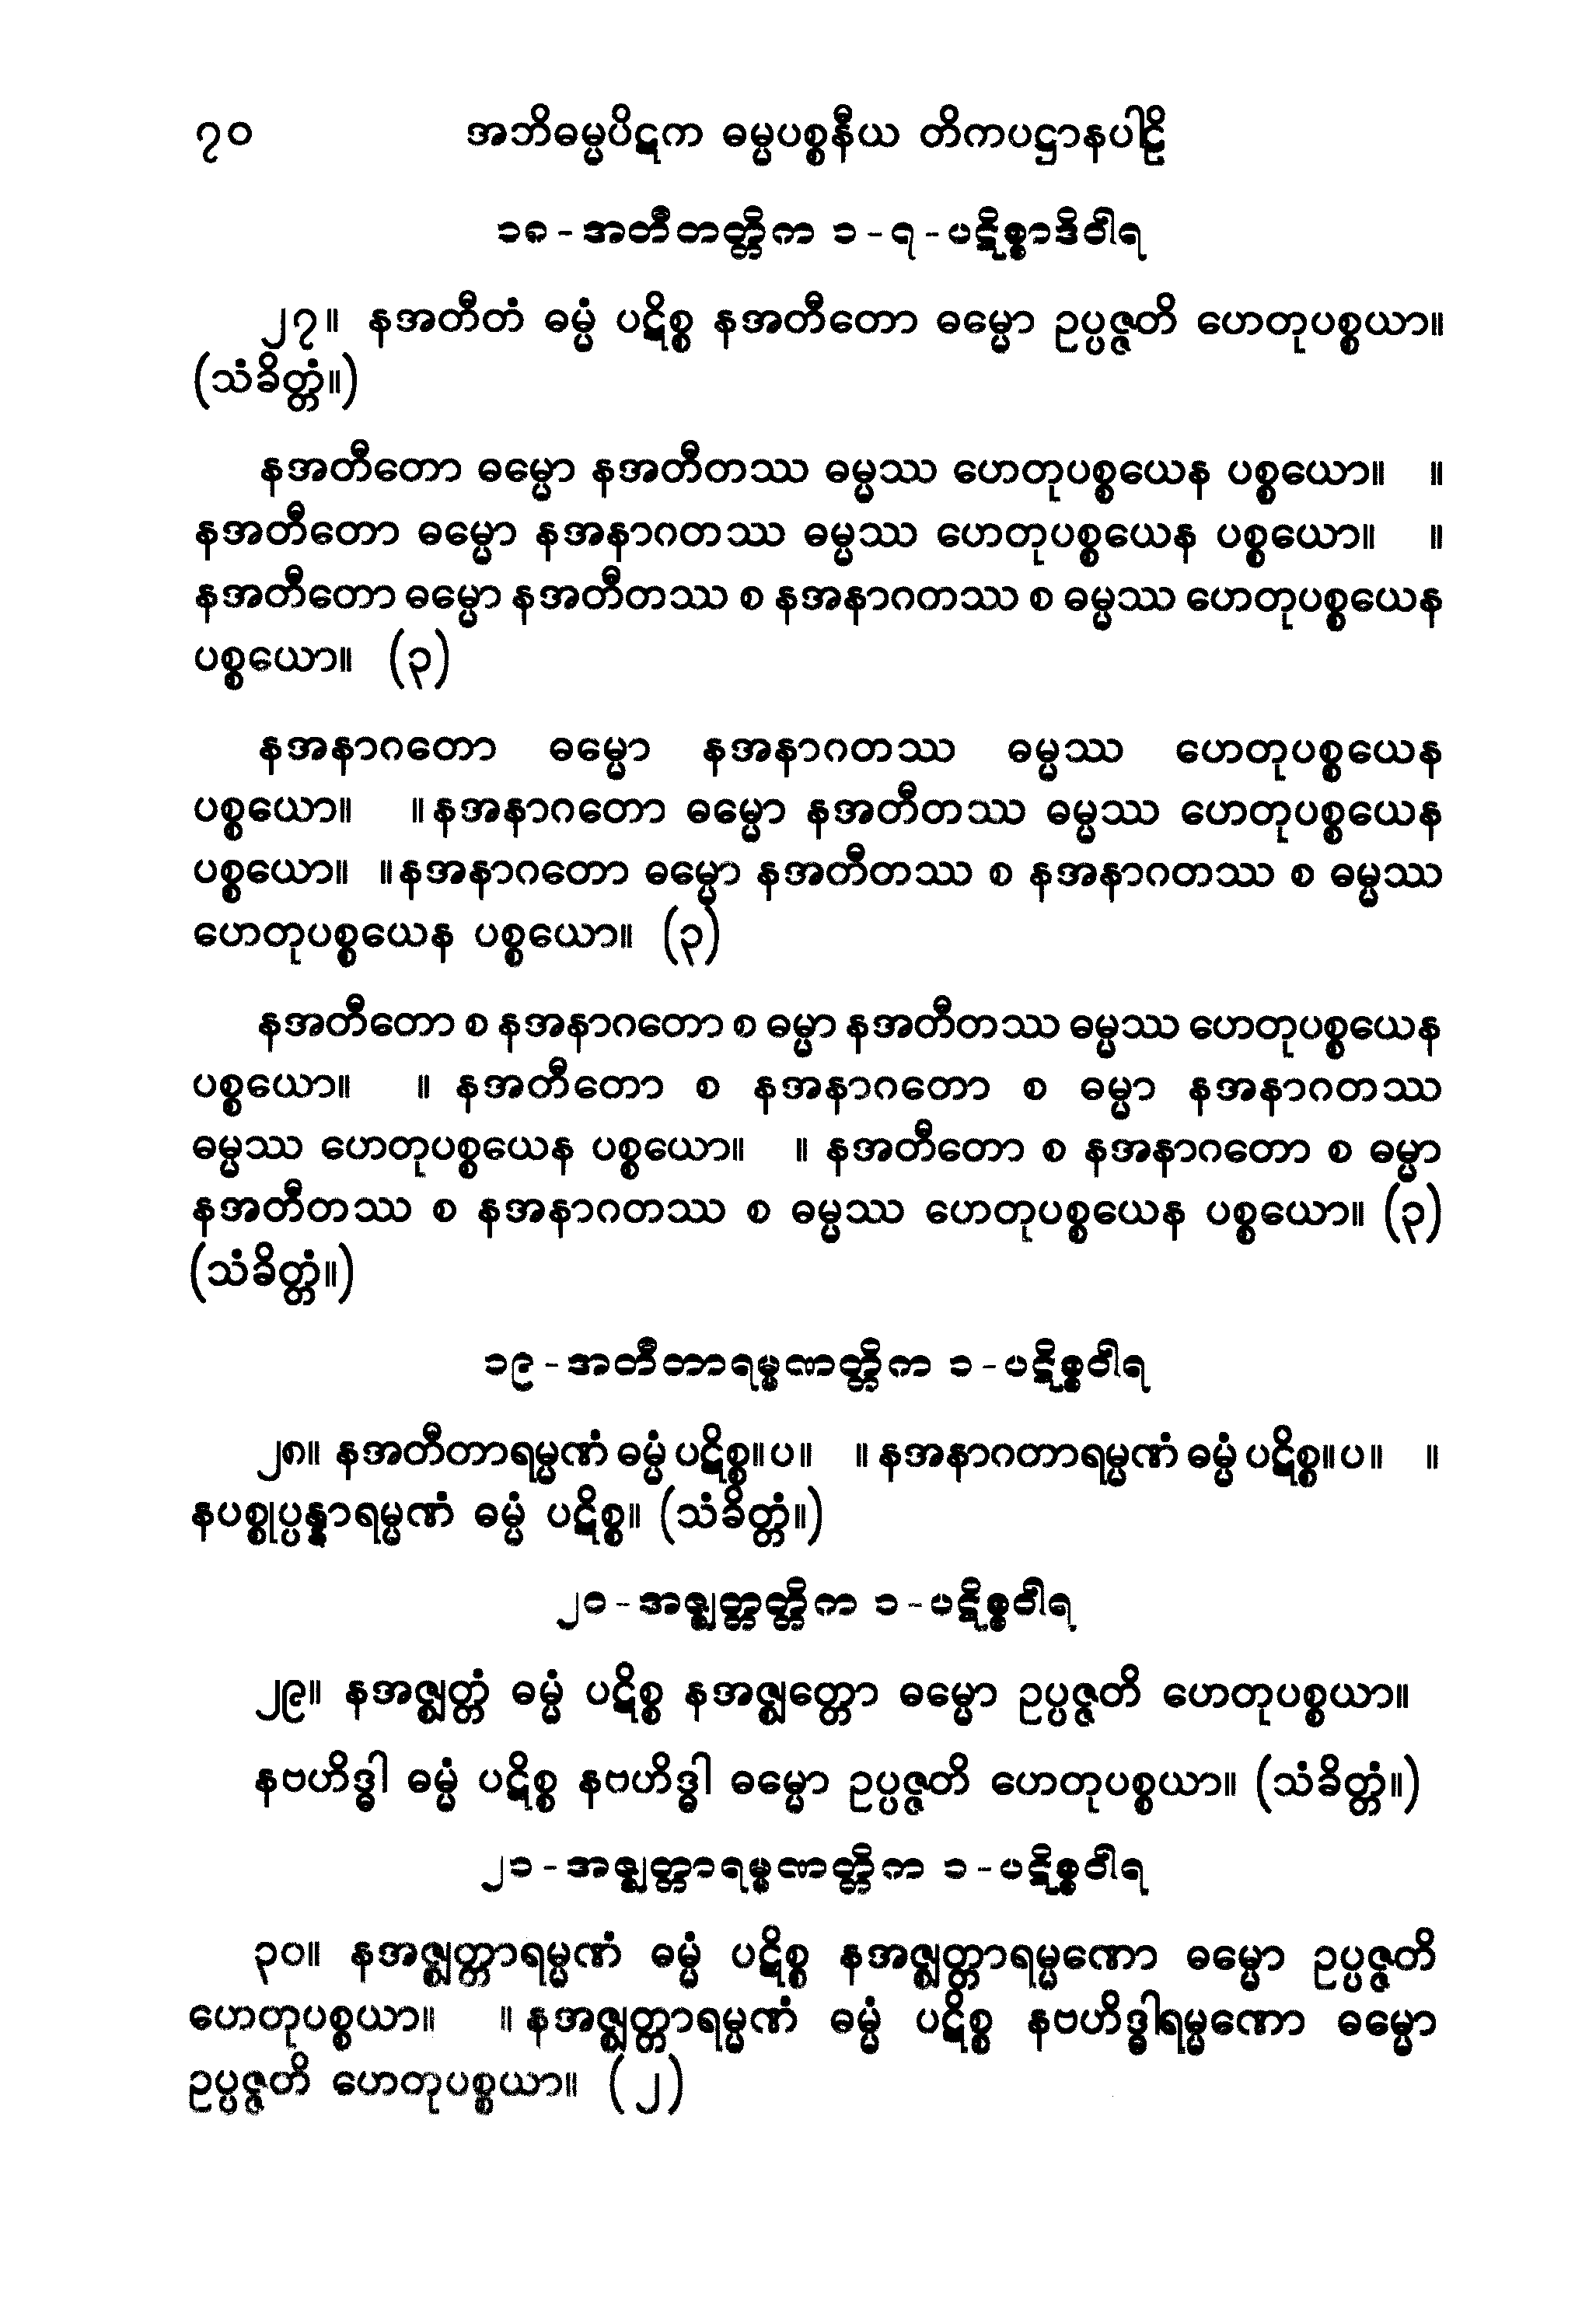 ၇၀ အဘိဓမ္မပိဋက ဓမ္မပစ္စနီယ တိကပဋ္ဌာနပါဠိ
၁၈-အတီတတ္တိက ၁-၇-ပဋိစ္စာဒိဝါရ
၂၇။ နအတီတံ ဓမ္မံ ပဋိစ္စ နအတီတော ဓမ္မော ဥပ္ပဇ္ဇတိ ဟေတုပစ္စယာ။
(သံခိတ္တံ။)
နအတီတော ဓမ္မော နအတီတဿ ဓမ္မဿ ဟေတုပစ္စယေန ပစ္စယော။ ။
နအတီတော ဓမ္မော နအနာဂတဿ ဓမ္မဿ ဟေတုပစ္စယေန ပစ္စယော။ ။
နအတီတော ဓမ္မော နအတီတဿ စ နအနာဂတဿ စ ဓမ္မဿ ဟေတုပစ္စယေန
ပစ္စယော။ (၃)
နအနာဂတော ဓမ္မော နအနာဂတဿ ဓမ္မဿ ဟေတုပစ္စယေန
ပစ္စယော။ ။နအနာဂတော ဓမ္မော နအတီတဿ ဓမ္မဿ ဟေတုပစ္စယေန
ပစ္စယော။ ။နအနာဂတော ဓမ္မော နအတီတဿ စ နအနာဂတဿ စ ဓမ္မဿ
ဟေတုပစ္စယေန ပစ္စယော။ (၃)
နအတီတော စ နအနာဂတော စ ဓမ္မာ နအတီတဿ ဓမ္မဿ ဟေတုပစ္စယေန
ပစ္စယော။ ။ နအတီတော စ နအနာဂတော စ ဓမ္မာ နအနာဂတဿ
ဓမ္မဿ ဟေတုပစ္စယေန ပစ္စယော။ ။ နအတီတော စ နအနာဂတော စ ဓမ္မာ
နအတီတဿ စ နအနာဂတဿ စ ဓမ္မဿ ဟေတုပစ္စယေန ပစ္စယော။ (၃)
(သံခိတ္တံ။)
၁၉-အတီတာရမ္မဏတ္တိက ၁-ပဋိစ္စဝါရ
၂၈။ နအတီတာရမ္မဏံ ဓမ္မံ ပဋိစ္စ။ပ။ ။နအနာဂတာရမ္မဏံ ဓမ္မံ ပဋိစ္စ။ပ။ ။
နပစ္စုပ္ပန္နာရမ္မဏံ ဓမ္မံ ပဋိစ္စ။ (သံခိတ္တံ။)
၂၀-အဇ္ဈတ္တတ္တိက ၁-ပဋိစ္စဝါရ
၂၉။ နအဇ္ဈတ္တံ ဓမ္မံ ပဋိစ္စ နအဇ္ဈတ္တော ဓမ္မော ဥပ္ပဇ္ဇတိ ဟေတုပစ္စယာ။
နဗဟိဒ္ဓါ ဓမ္မံ ပဋိစ္စ နဗဟိဒ္ဓါ ဓမ္မော ဥပ္ပဇ္ဇတိ ဟေတုပစ္စယာ။ (သံခိတ္တံ။)
၂၁-အဇ္ဈတ္တာရမ္မဏတ္တိက ၁-ပဋိစ္စဝါရ
၃၀။ နအဇ္ဈတ္တာရမ္မဏံ ဓမ္မံ ပဋိစ္စ နအဇ္ဈတ္တာရမ္မဏော ဓမ္မော ဥပ္ပဇ္ဇတိ
ဟေတုပစ္စယာ။ ။နအဇ္ဈတ္တာရမ္မဏံ ဓမ္မံ ပဋိစ္စ နဗဟိဒ္ဓါရမ္မဏော ဓမ္မော
ဥပ္ပဇ္ဇတိ ဟေတုပစ္စယာ။ (၂)